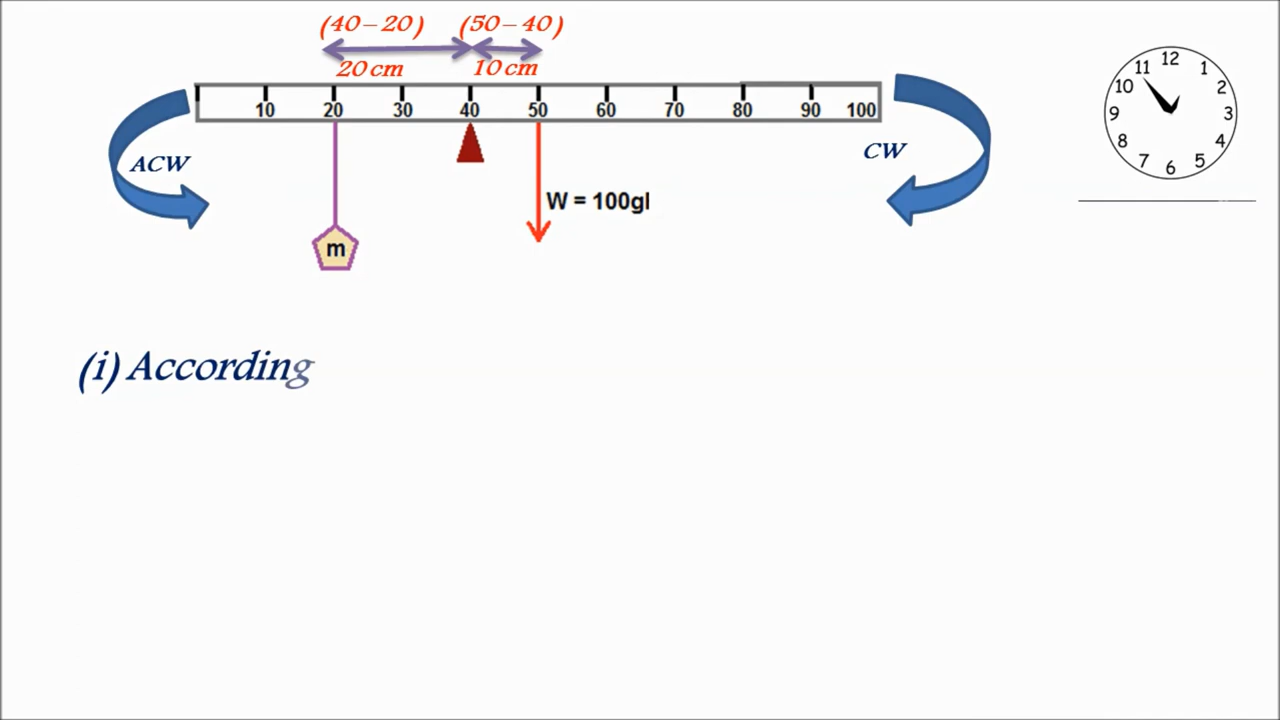 (40 – 20) (50 – 40)
20 cm 10 cm
10 20 30 40 50 60 70 80 90 100
ACW
CW
W = 100gl
m
12
1
2
3
4
5
6
7
8
9
10
11
(i) According